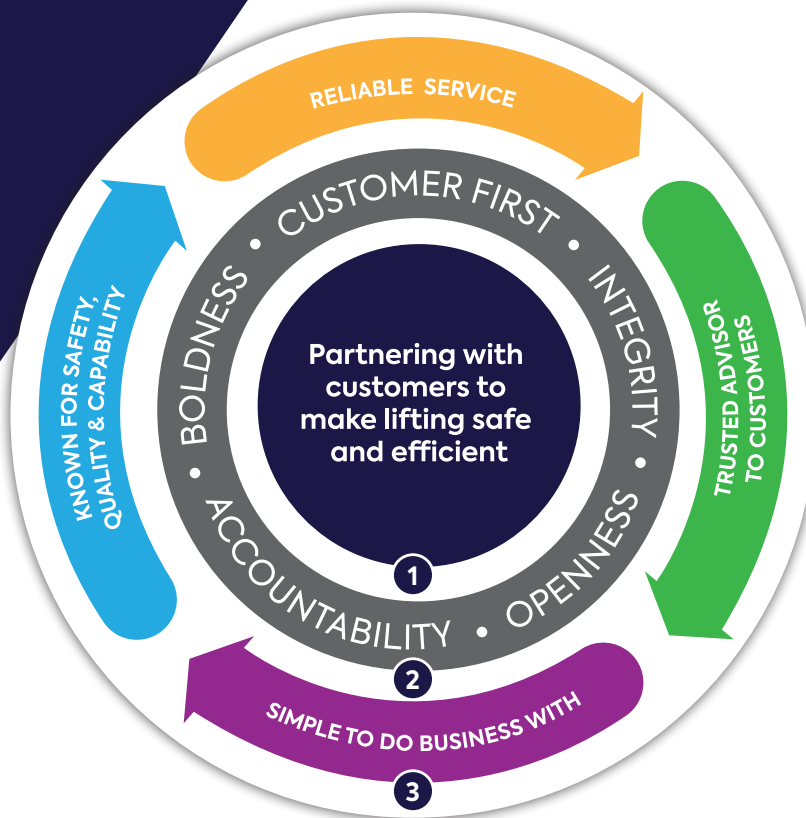 RELIABLE SERVICE
CUSTOMER FIRST
•
INTEGRITY
•
OPENNESS
•
ACCOUNTABILITY
•
BOLDNESS
•
TRUSTED ADVISOR
TO CUSTOMERS
SIMPLE TO DO BUSINESS WITH
KNOWN FOR SAFETY,
QUALITY & CAPABILITY
Partnering with
customers to
make lifting safe
and efficient
1
2
3